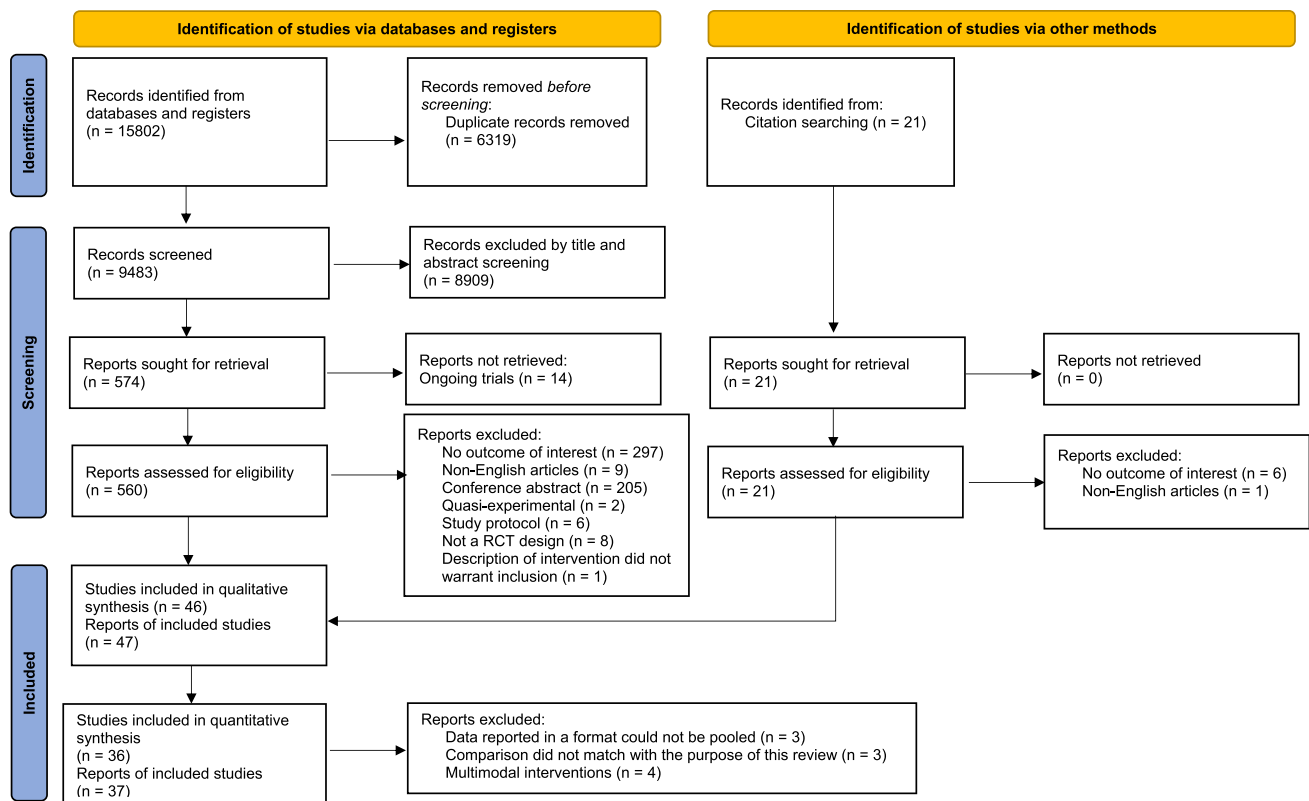 Identification of studies via databases and registers
Identification of studies via other methods
Identification
Records identified from
databases and registers
(n = 15802)
Records removed before
screening:
Duplicate records removed
(n = 6319)
Records identified from:
Citation searching (n = 21)
Screening
Records screened
(n = 9483)
Records excluded by title and
abstract screening
(n = 8909)
Reports sought for retrieval
(n = 574)
Reports not retrieved:
Ongoing trials (n = 14)
Reports sought for retrieval
(n = 21)
Reports not retrieved
(n = 0)
Reports assessed for eligibility
(n = 560)
Reports excluded:
No outcome of interest (n = 297)
Non-English articles (n = 9)
Conference abstract (n = 205)
Quasi-experimental (n = 2)
Study protocol (n = 6)
Not a RCT design (n = 8)
Description of intervention did not
warrant inclusion (n = 1)
Reports assessed for eligibility
(n = 21)
Reports excluded:
No outcome of interest (n = 6)
Non-English articles (n = 1)
Included
Studies included in qualitative
synthesis (n = 46)
Reports of included studies
(n = 47)
Studies included in quantitative
synthesis
(n = 36)
Reports of included studies
(n = 37)
Reports excluded:
Data reported in a format could not be pooled (n = 3)
Comparison did not match with the purpose of this review (n = 3)
Multimodal interventions (n = 4)